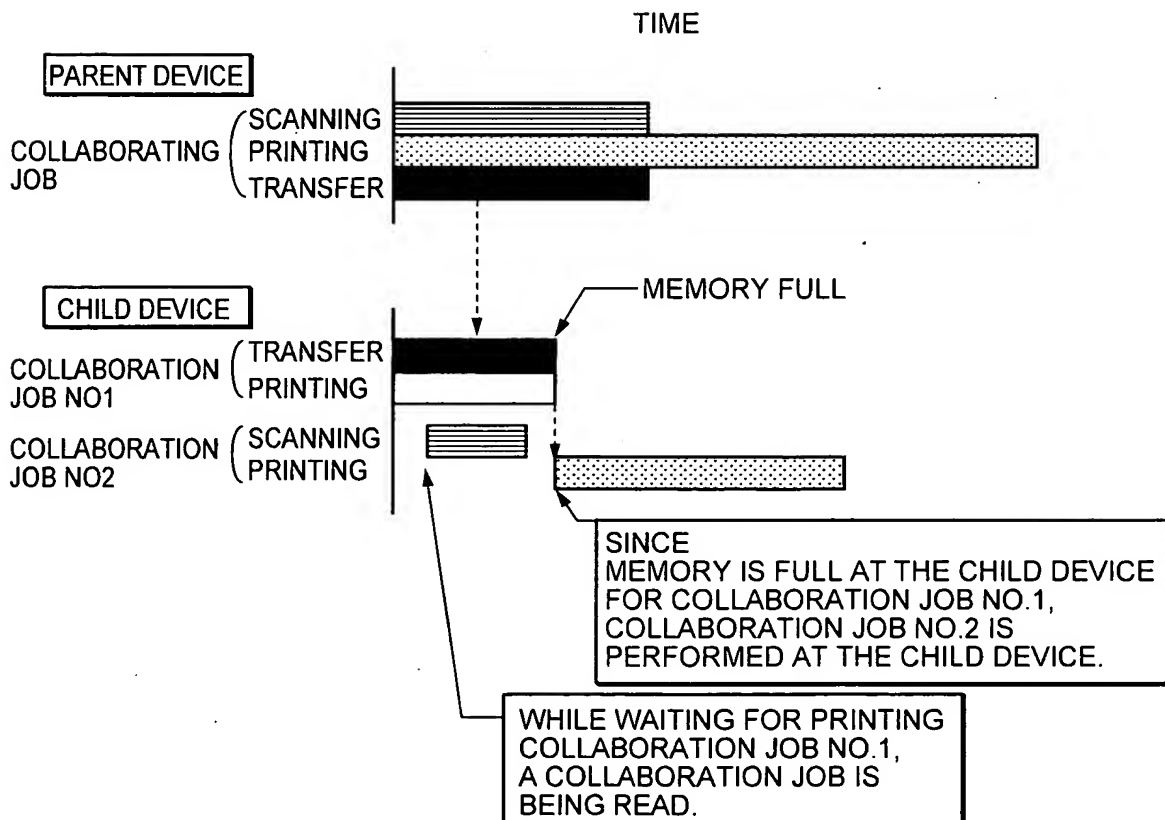 TIME
PARENT DEVICE
COLLABORATING
JOB
SCANNING
PRINTING
TRANSFER
MEMORY FULL
CHILD DEVICE
COLLABORATION
JOB NO1
TRANSFER
PRINTING
COLLABORATION
JOB NO2
SCANNING
PRINTING
SINCE
MEMORY IS FULL AT THE CHILD DEVICE
FOR COLLABORATION JOB NO.1,
COLLABORATION JOB NO.2 IS
PERFORMED AT THE CHILD DEVICE.
WHILE WAITING FOR PRINTING
COLLABORATION JOB NO.1,
A COLLABORATION JOB IS
BEING READ.